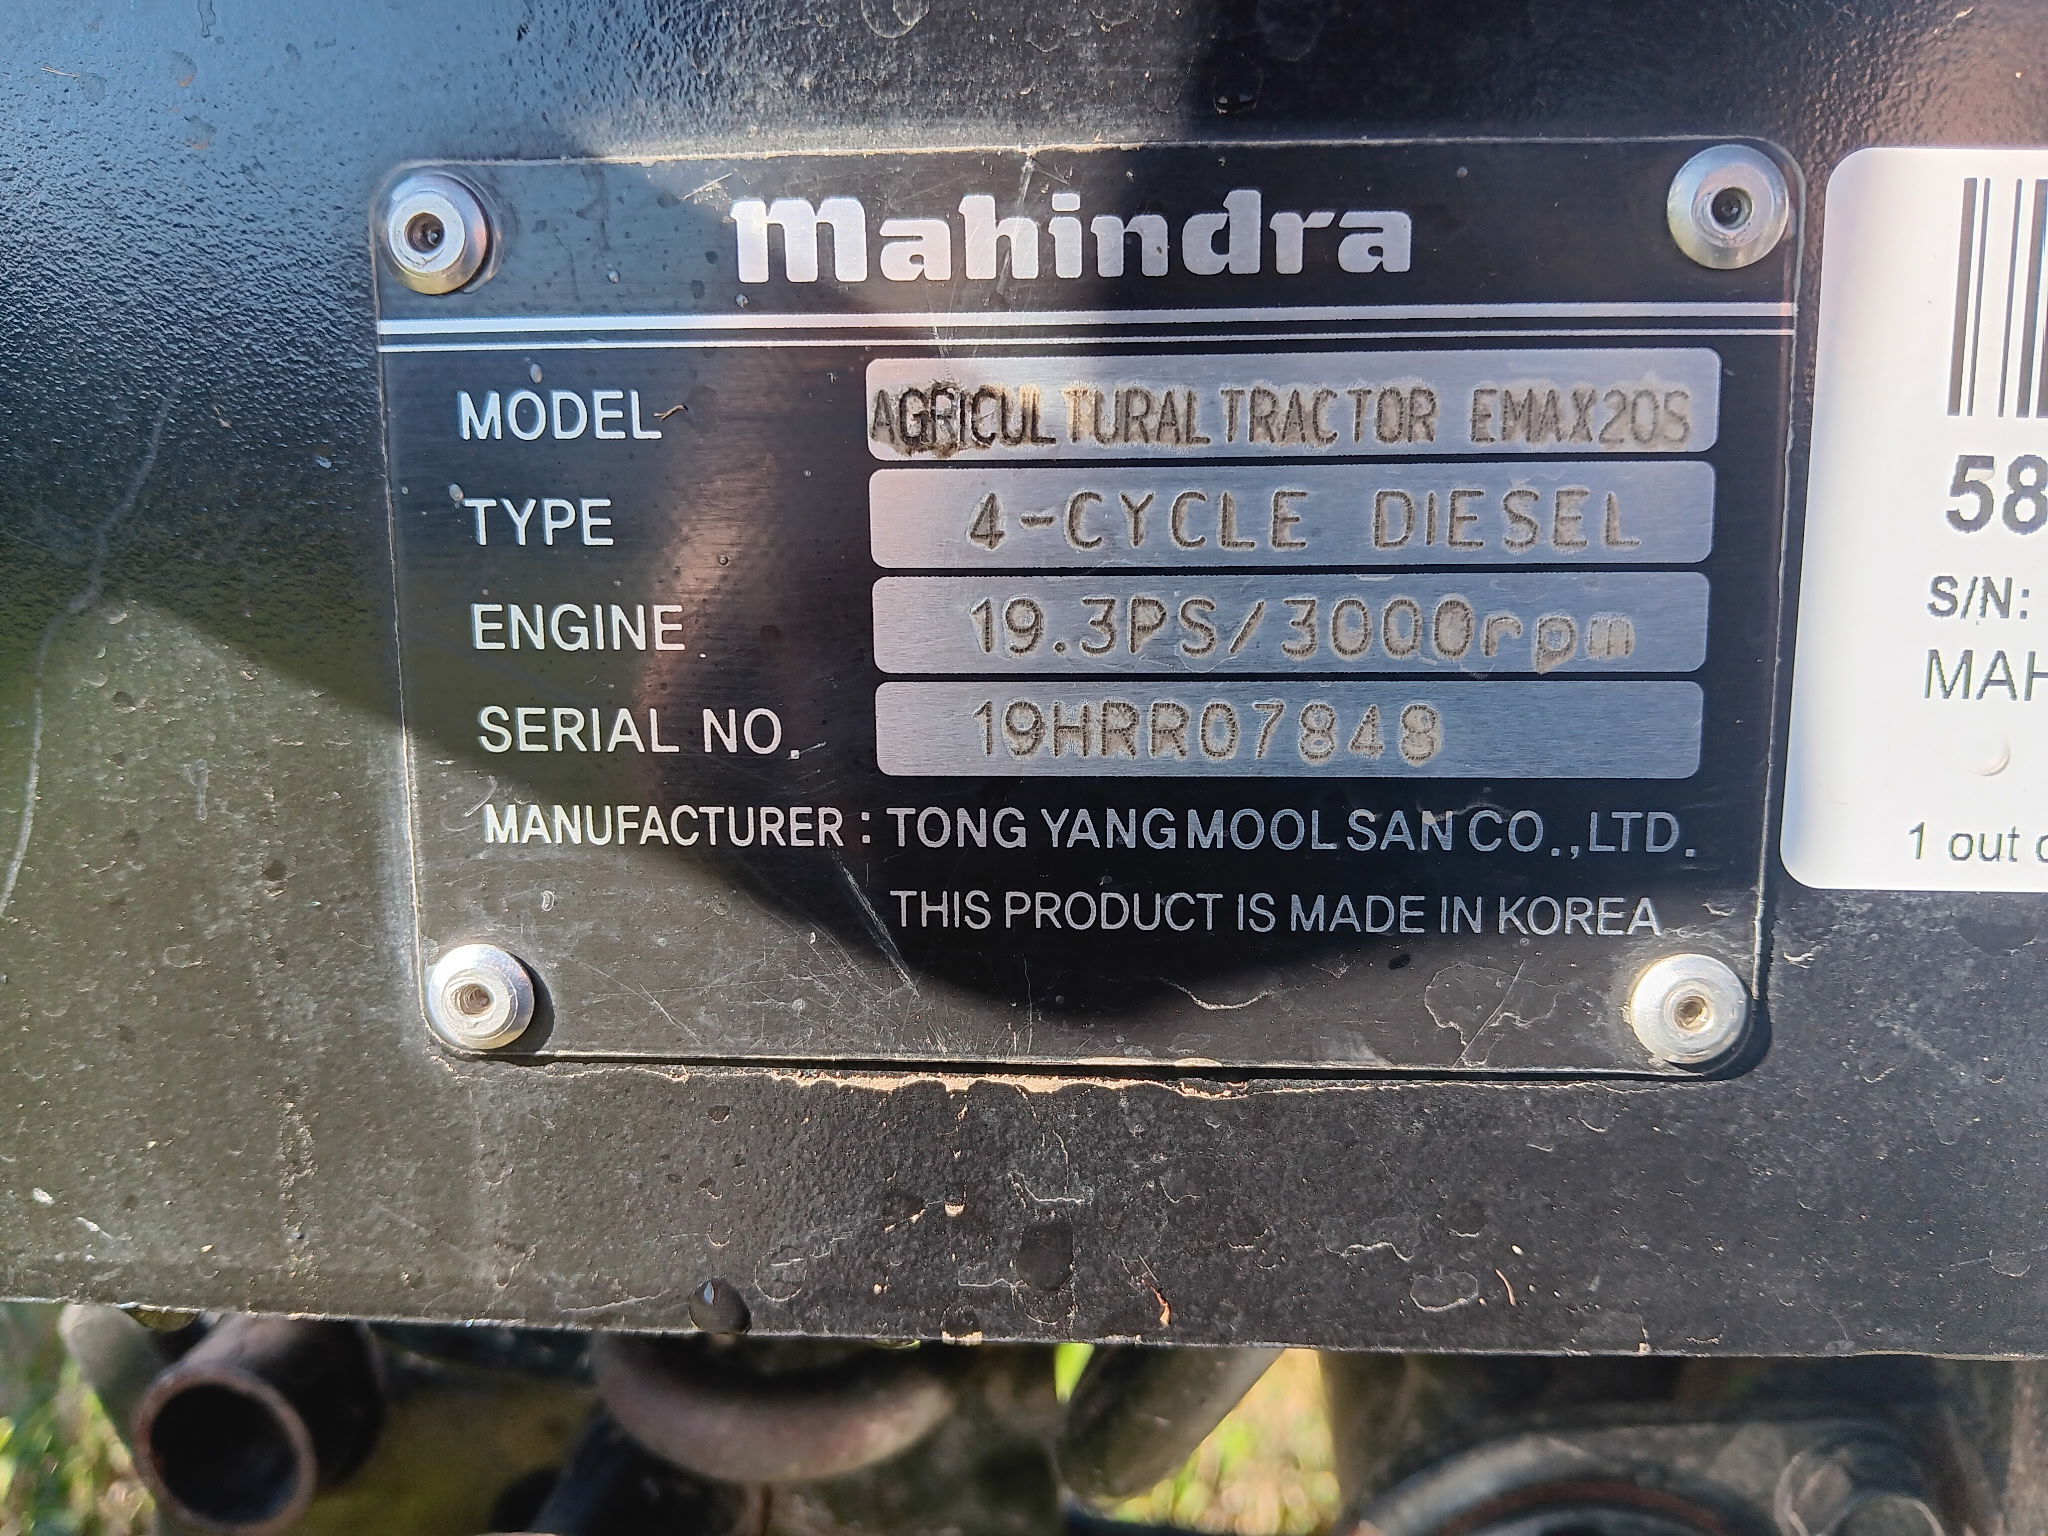 Mahindra
MODEL AGRICULTURAL TRACTOR EMAX20S
TYPE 4-CYCLE DIESEL
ENGINE 19.3PS/3000rpm
SERIAL NO. 19HRR07848
MANUFACTURER : TONG YANG MOOL SAN CO.,LTD.
THIS PRODUCT IS MADE IN KOREA
58
S/N:
MAH
1 out